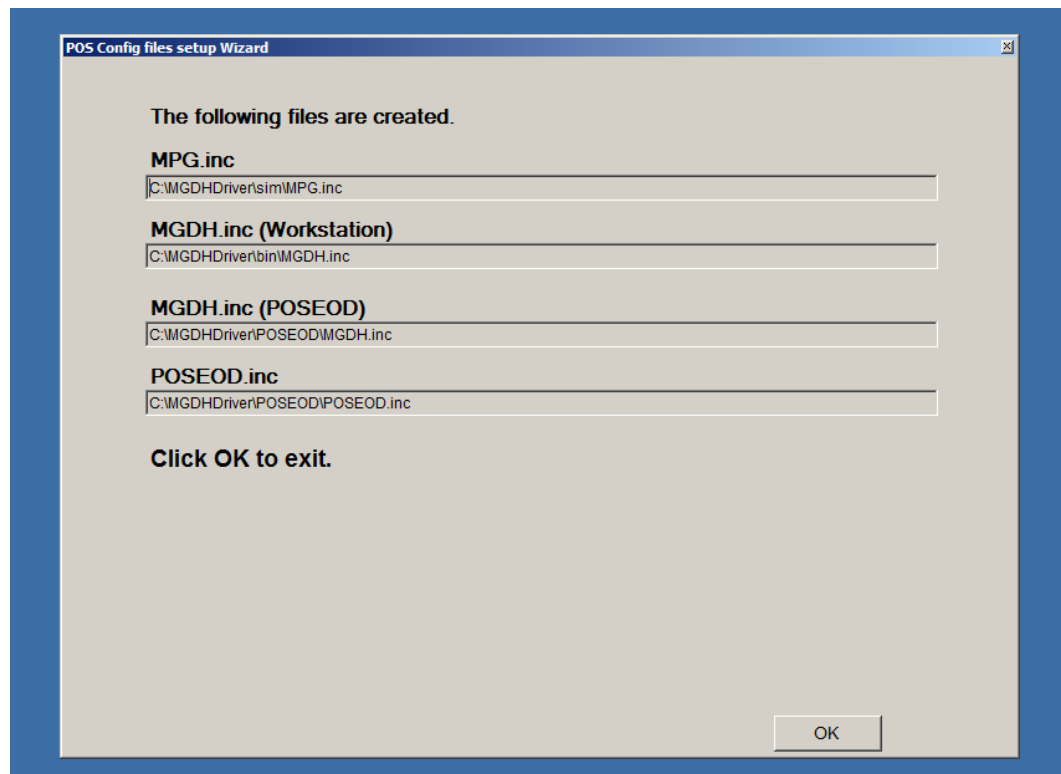 POS Config files setup Wizard
The following files are created.
MPG.inc
C:\MGDHDriver\sim\MPG.inc
MGDH.inc (Workstation)
C:\MGDHDriver\bin\MGDH.inc
MGDH.inc (POSEOD)
C:\MGDHDriver\POSEOD\MGDH.inc
POSEOD.inc
C:\MGDHDriver\POSEOD\POSEOD.inc
Click OK to exit.
OK